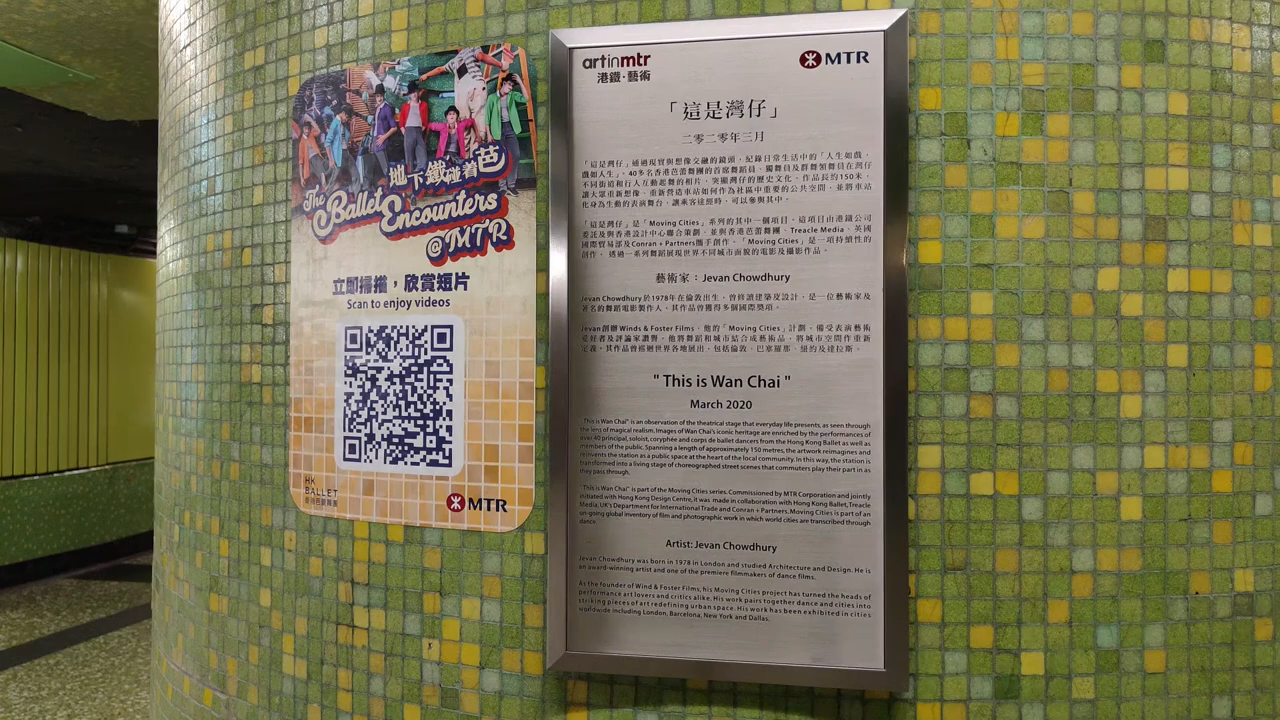 地下鐵碰着芭
The Ballet Encounters
@MTR
立即掃描，欣賞短片
Scan to enjoy videos
HK
BALLET
香港芭蕾舞團
MTR
artinmtr
港鐵·藝術
MTR
「這是灣仔」
二零二零年三月
「這是灣仔」通過現實與想像交融的鏡頭，紀錄日常生活中的「人生如戲，
戲如人生」。40多名香港芭蕾舞團的首席舞蹈員、獨舞員及群舞領舞員在灣仔
不同街道和行人互動起舞的相片，突顯灣仔的歷史文化。作品長約150米，
讓大眾重新想像、重新營造車站如何作為社區中重要的公共空間，並將車站
化身為生動的表演舞台，讓乘客途經時，可以參與其中。
「這是灣仔」是「Moving Cities」系列的其中一個項目。這項目由港鐵公司
委託及與香港設計中心聯合策劃，並與香港芭蕾舞團、Treacle Media、英國
國際貿易部及Conran + Partners攜手創作。「Moving Cities」是一項持續性的
創作，透過一系列舞蹈展現世界不同城市面貌的電影及攝影作品。
藝術家：Jevan Chowdhury
Jevan Chowdhury於1978年在倫敦出生，曾修讀建築及設計，是一位藝術家及
著名的舞蹈電影製作人，其作品曾獲得多個國際獎項。
Jevan創辦Winds & Foster Films，他的「Moving Cities」計劃，備受表演藝術
愛好者及評論家讚譽。他將舞蹈和城市結合成藝術品，將城市空間作重新
定義。其作品曾巡迴世界各地展出，包括倫敦、巴塞羅那、紐約及達拉斯。
" This is Wan Chai "
March 2020
"This is Wan Chai" is an observation of the theatrical stage that everyday life presents, as seen through
the lens of magical realism. Images of Wan Chai's iconic heritage are enriched by the performances of
over 40 principal, soloist, coryphée and corps de ballet dancers from the Hong Kong Ballet as well as
members of the public. Spanning a length of approximately 150 metres, the artwork reimagines and
reinvents the station as a public space at the heart of the local community. In this way, the station is
transformed into a living stage of choreographed street scenes that commuters play their part in as
they pass through.
"This is Wan Chai" is part of the Moving Cities series. Commissioned by MTR Corporation and jointly
initiated with Hong Kong Design Centre, it was made in collaboration with Hong Kong Ballet, Treacle
Media, UK's Department for International Trade and Conran + Partners. Moving Cities is part of an
on-going global inventory of film and photographic work in which world cities are transcribed through
dance.
Artist: Jevan Chowdhury
Jevan Chowdhury was born in 1978 in London and studied Architecture and Design. He is
an award-winning artist and one of the premiere filmmakers of dance films.
As the founder of Wind & Foster Films, his Moving Cities project has turned the heads of
performance art lovers and critics alike. His work pairs together dance and cities into
striking pieces of art redefining urban space. His work has been exhibited in cities
worldwide including London, Barcelona, New York and Dallas.